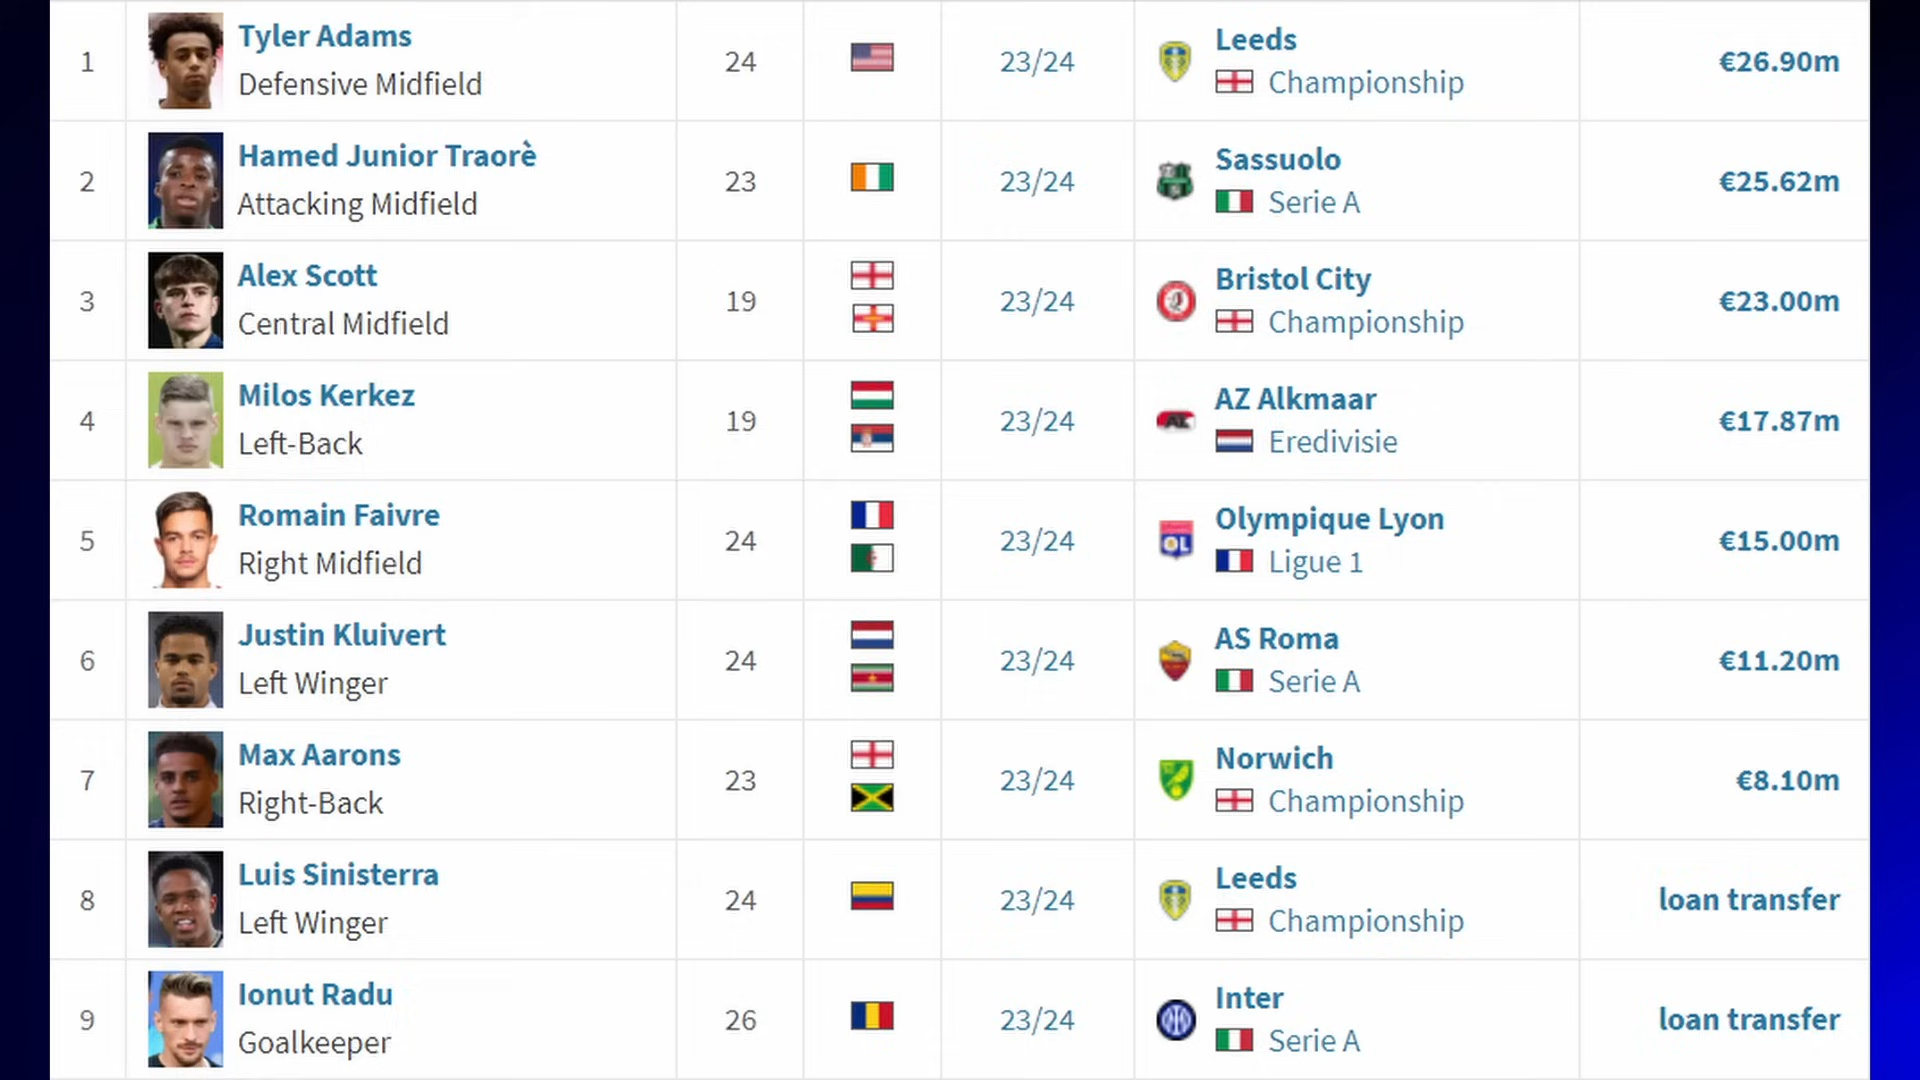 1
Tyler Adams
Defensive Midfield
24
23/24
Leeds
Championship
€26.90m
2
Hamed Junior Traorè
Attacking Midfield
23
23/24
Sassuolo
Serie A
€25.62m
3
Alex Scott
Central Midfield
19
23/24
Bristol City
Championship
€23.00m
4
Milos Kerkez
Left-Back
19
23/24
AZ
AZ Alkmaar
Eredivisie
€17.87m
5
Romain Faivre
Right Midfield
24
23/24
OL
Olympique Lyon
Ligue 1
€15.00m
6
Justin Kluivert
Left Winger
24
23/24
AS Roma
Serie A
€11.20m
7
Max Aarons
Right-Back
23
23/24
Norwich
Championship
€8.10m
8
Luis Sinisterra
Left Winger
24
23/24
Leeds
Championship
loan transfer
9
Ionut Radu
Goalkeeper
26
23/24
Inter
Serie A
loan transfer